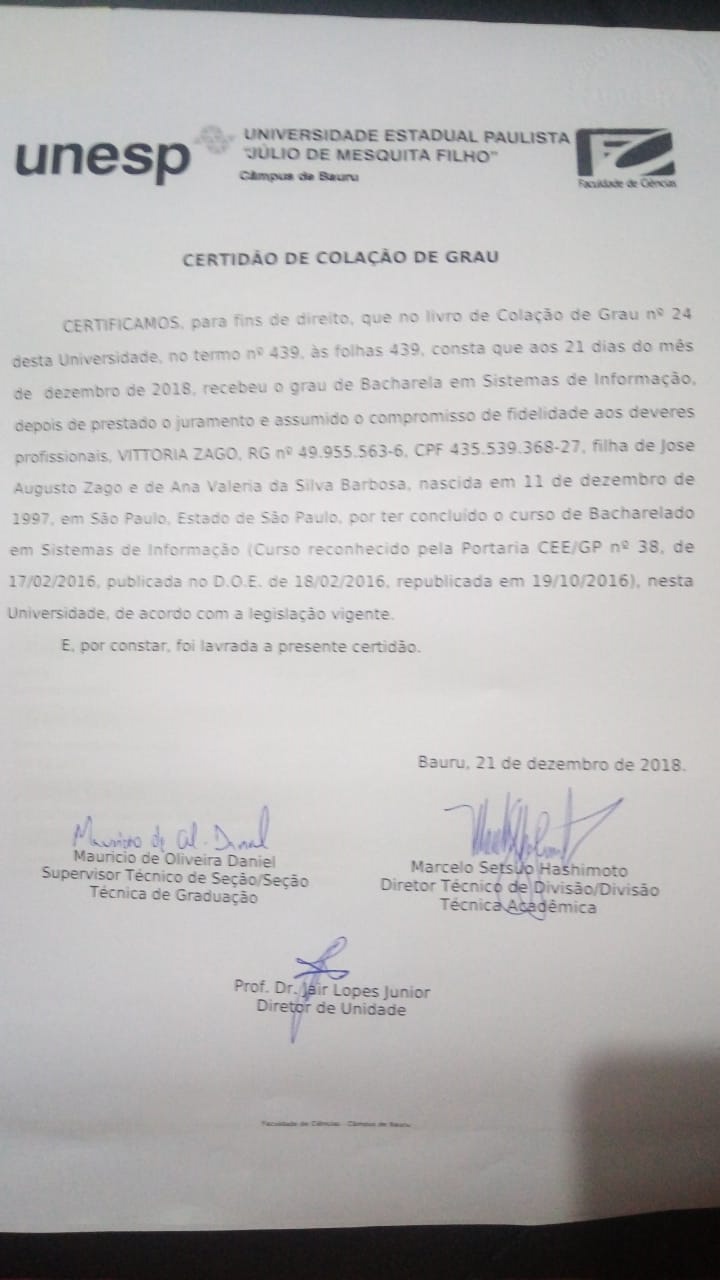 unesp
UNIVERSIDADE ESTADUAL PAULISTA
"JÚLIO DE MESQUITA FILHO"
Câmpus de Bauru
Faculdade de Ciências
CERTIDÃO DE COLAÇÃO DE GRAU
CERTIFICAMOS, para fins de direito, que no livro de Colação de Grau nº 24
desta Universidade, no termo nº 439, às folhas 439, consta que aos 21 dias do mês
de dezembro de 2018, recebeu o grau de Bacharela em Sistemas de Informação,
depois de prestado o juramento e assumido o compromisso de fidelidade aos deveres
profissionais, VITTORIA ZAGO, RG nº 49.955.563-6, CPF 435.539.368-27, filha de Jose
Augusto Zago e de Ana Valeria da Silva Barbosa, nascida em 11 de dezembro de
1997, em São Paulo, Estado de São Paulo, por ter concluído o curso de Bacharelado
em Sistemas de Informação (Curso reconhecido pela Portaria CEE/GP nº 38, de
17/02/2016, publicada no D.O.E. de 18/02/2016, republicada em 19/10/2016), nesta
Universidade, de acordo com a legislação vigente.
E, por constar, foi lavrada a presente certidão.
Bauru, 21 de dezembro de 2018.
Mauricio de Ol. Daniel
Mauricio de Oliveira Daniel
Supervisor Técnico de Seção/Seção
Técnica de Graduação
Marcelo Setsuo Hashimoto
Diretor Técnico de Divisão/Divisão
Técnica Acadêmica
Prof. Dr. Jair Lopes Junior
Diretor de Unidade
Faculdade de Ciências - Câmpus de Bauru